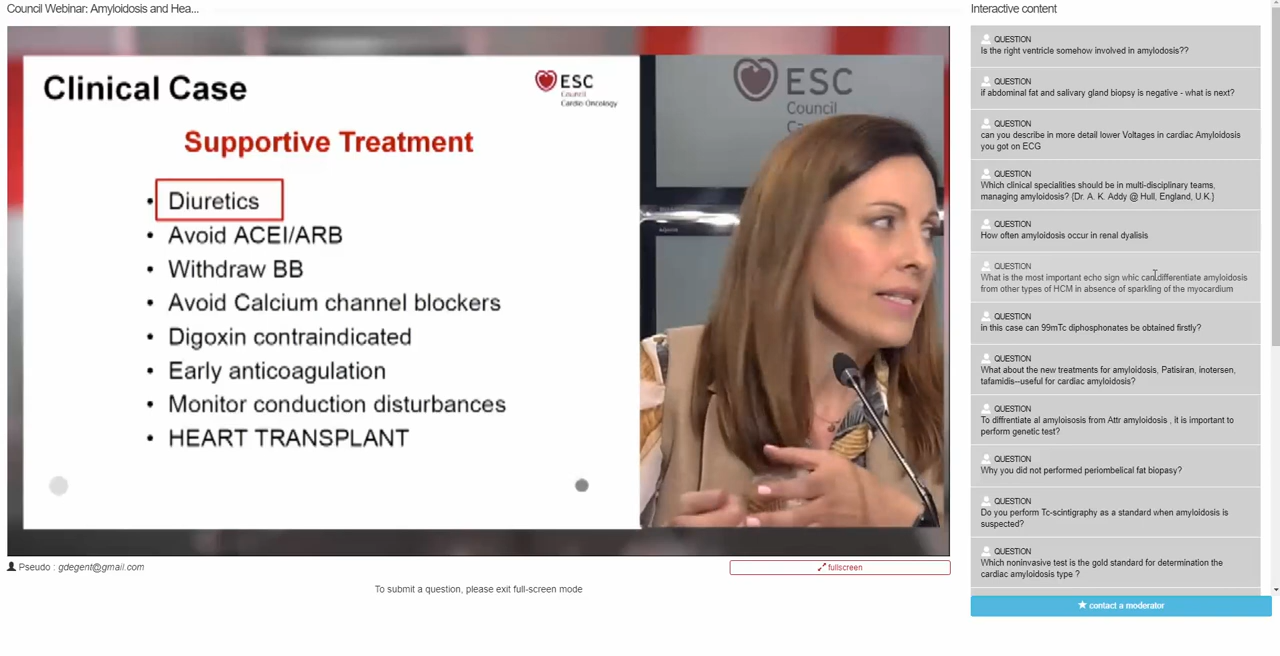 Council Webinar: Amyloidosis and Hea...
Clinical Case
ESC
Council
Cardio Oncology
Supportive Treatment
• Diuretics
• Avoid ACEI/ARB
• Withdraw BB
• Avoid Calcium channel blockers
• Digoxin contraindicated
• Early anticoagulation
• Monitor conduction disturbances
• HEART TRANSPLANT
ESC
Council
Pseudo : gdegent@gmail.com
fullscreen
To submit a question, please exit full-screen mode
Interactive content
QUESTION
Is the right ventricle somehow involved in amylodosis??
QUESTION
if abdominal fat and salivary gland biopsy is negative - what is next?
QUESTION
can you describe in more detail lower Voltages in cardiac Amyloidosis
you got on ECG
QUESTION
Which clinical specialities should be in multi-disciplinary teams,
managing amyloidosis? {Dr. A. K. Addy @ Hull, England, U.K.}
QUESTION
How often amyloidosis occur in renal dyalisis
QUESTION
What is the most important echo sign whic can differentiate amyloidosis
from other types of HCM in absence of sparkling of the myocardium
QUESTION
in this case can 99mTc diphosphonates be obtained firstly?
QUESTION
What about the new treatments for amyloidosis, Patisiran, inotersen,
tafamidis--useful for cardiac amyloidosis?
QUESTION
To diffrentiate al amyloisosis from Attr amyloidosis , it is important to
perform genetic test?
QUESTION
Why you did not performed periombelical fat biopasy?
QUESTION
Do you perform Tc-scintigraphy as a standard when amyloidosis is
suspected?
QUESTION
Which noninvasive test is the gold standard for determination the
cardiac amyloidosis type ?
contact a moderator